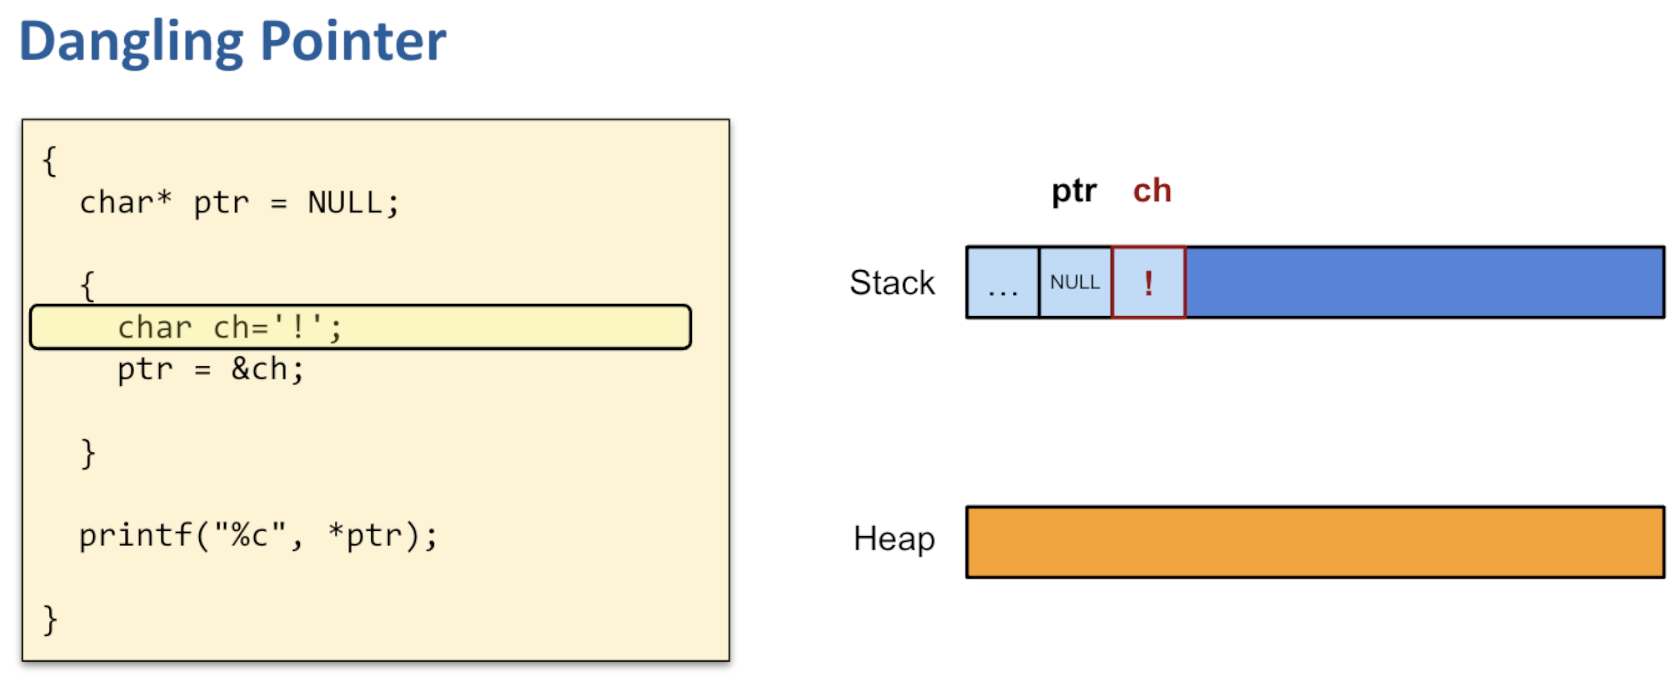 Dangling Pointer
{
char* ptr = NULL;
{
char ch='!';
ptr = &ch;
}
printf("%c", *ptr);
}
ptr ch
Stack ... NULL !
Heap